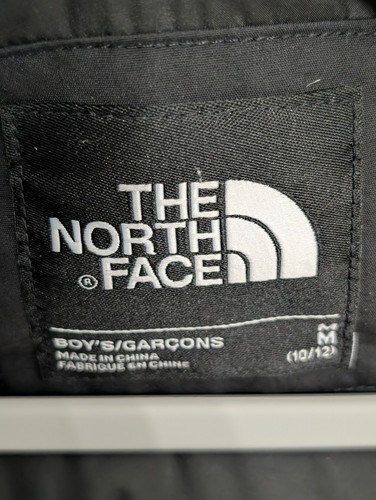 THE
NORTH
® FACE
BOY'S/GARÇONS
MADE IN CHINA
FABRIQUÉ EN CHINE
M
M
(10/12)